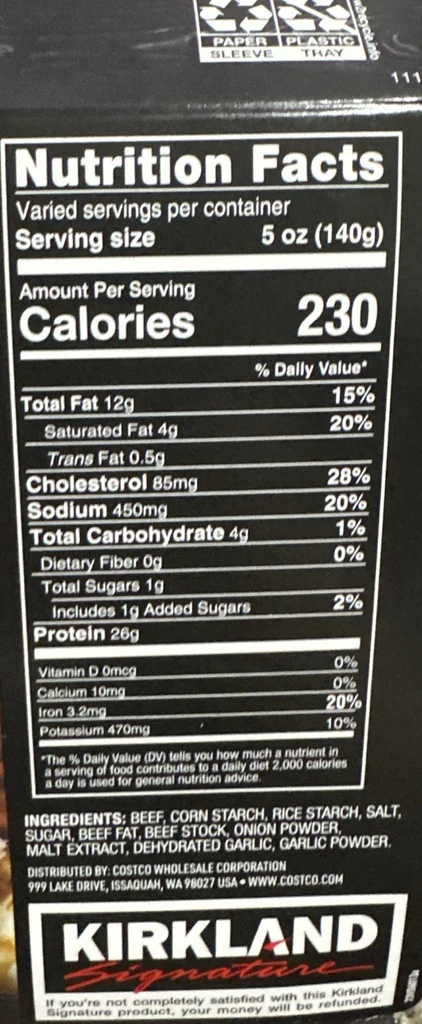 PAPER PLASTIC
SLEEVE TRAY
111
Nutrition Facts
Varied servings per container
Serving size 5 oz (140g)
Amount Per Serving
Calories 230
% Daily Value*
Total Fat 12g 15%
Saturated Fat 4g 20%
Trans Fat 0.5g
Cholesterol 85mg 28%
Sodium 450mg 20%
Total Carbohydrate 4g 1%
Dietary Fiber 0g 0%
Total Sugars 1g
Includes 1g Added Sugars 2%
Protein 26g
Vitamin D 0mcg 0%
Calcium 10mg 0%
Iron 3.2mg 20%
Potassium 470mg 10%
*The % Daily Value (DV) tells you how much a nutrient in
a serving of food contributes to a daily diet 2,000 calories
a day is used for general nutrition advice.
INGREDIENTS: BEEF, CORN STARCH, RICE STARCH, SALT,
SUGAR, BEEF FAT, BEEF STOCK, ONION POWDER,
MALT EXTRACT, DEHYDRATED GARLIC, GARLIC POWDER.
DISTRIBUTED BY: COSTCO WHOLESALE CORPORATION
999 LAKE DRIVE, ISSAQUAH, WA 98027 USA • WWW.COSTCO.COM
KIRKLAND
Signature
If you're not completely satisfied with this Kirkland
Signature product, your money will be refunded.